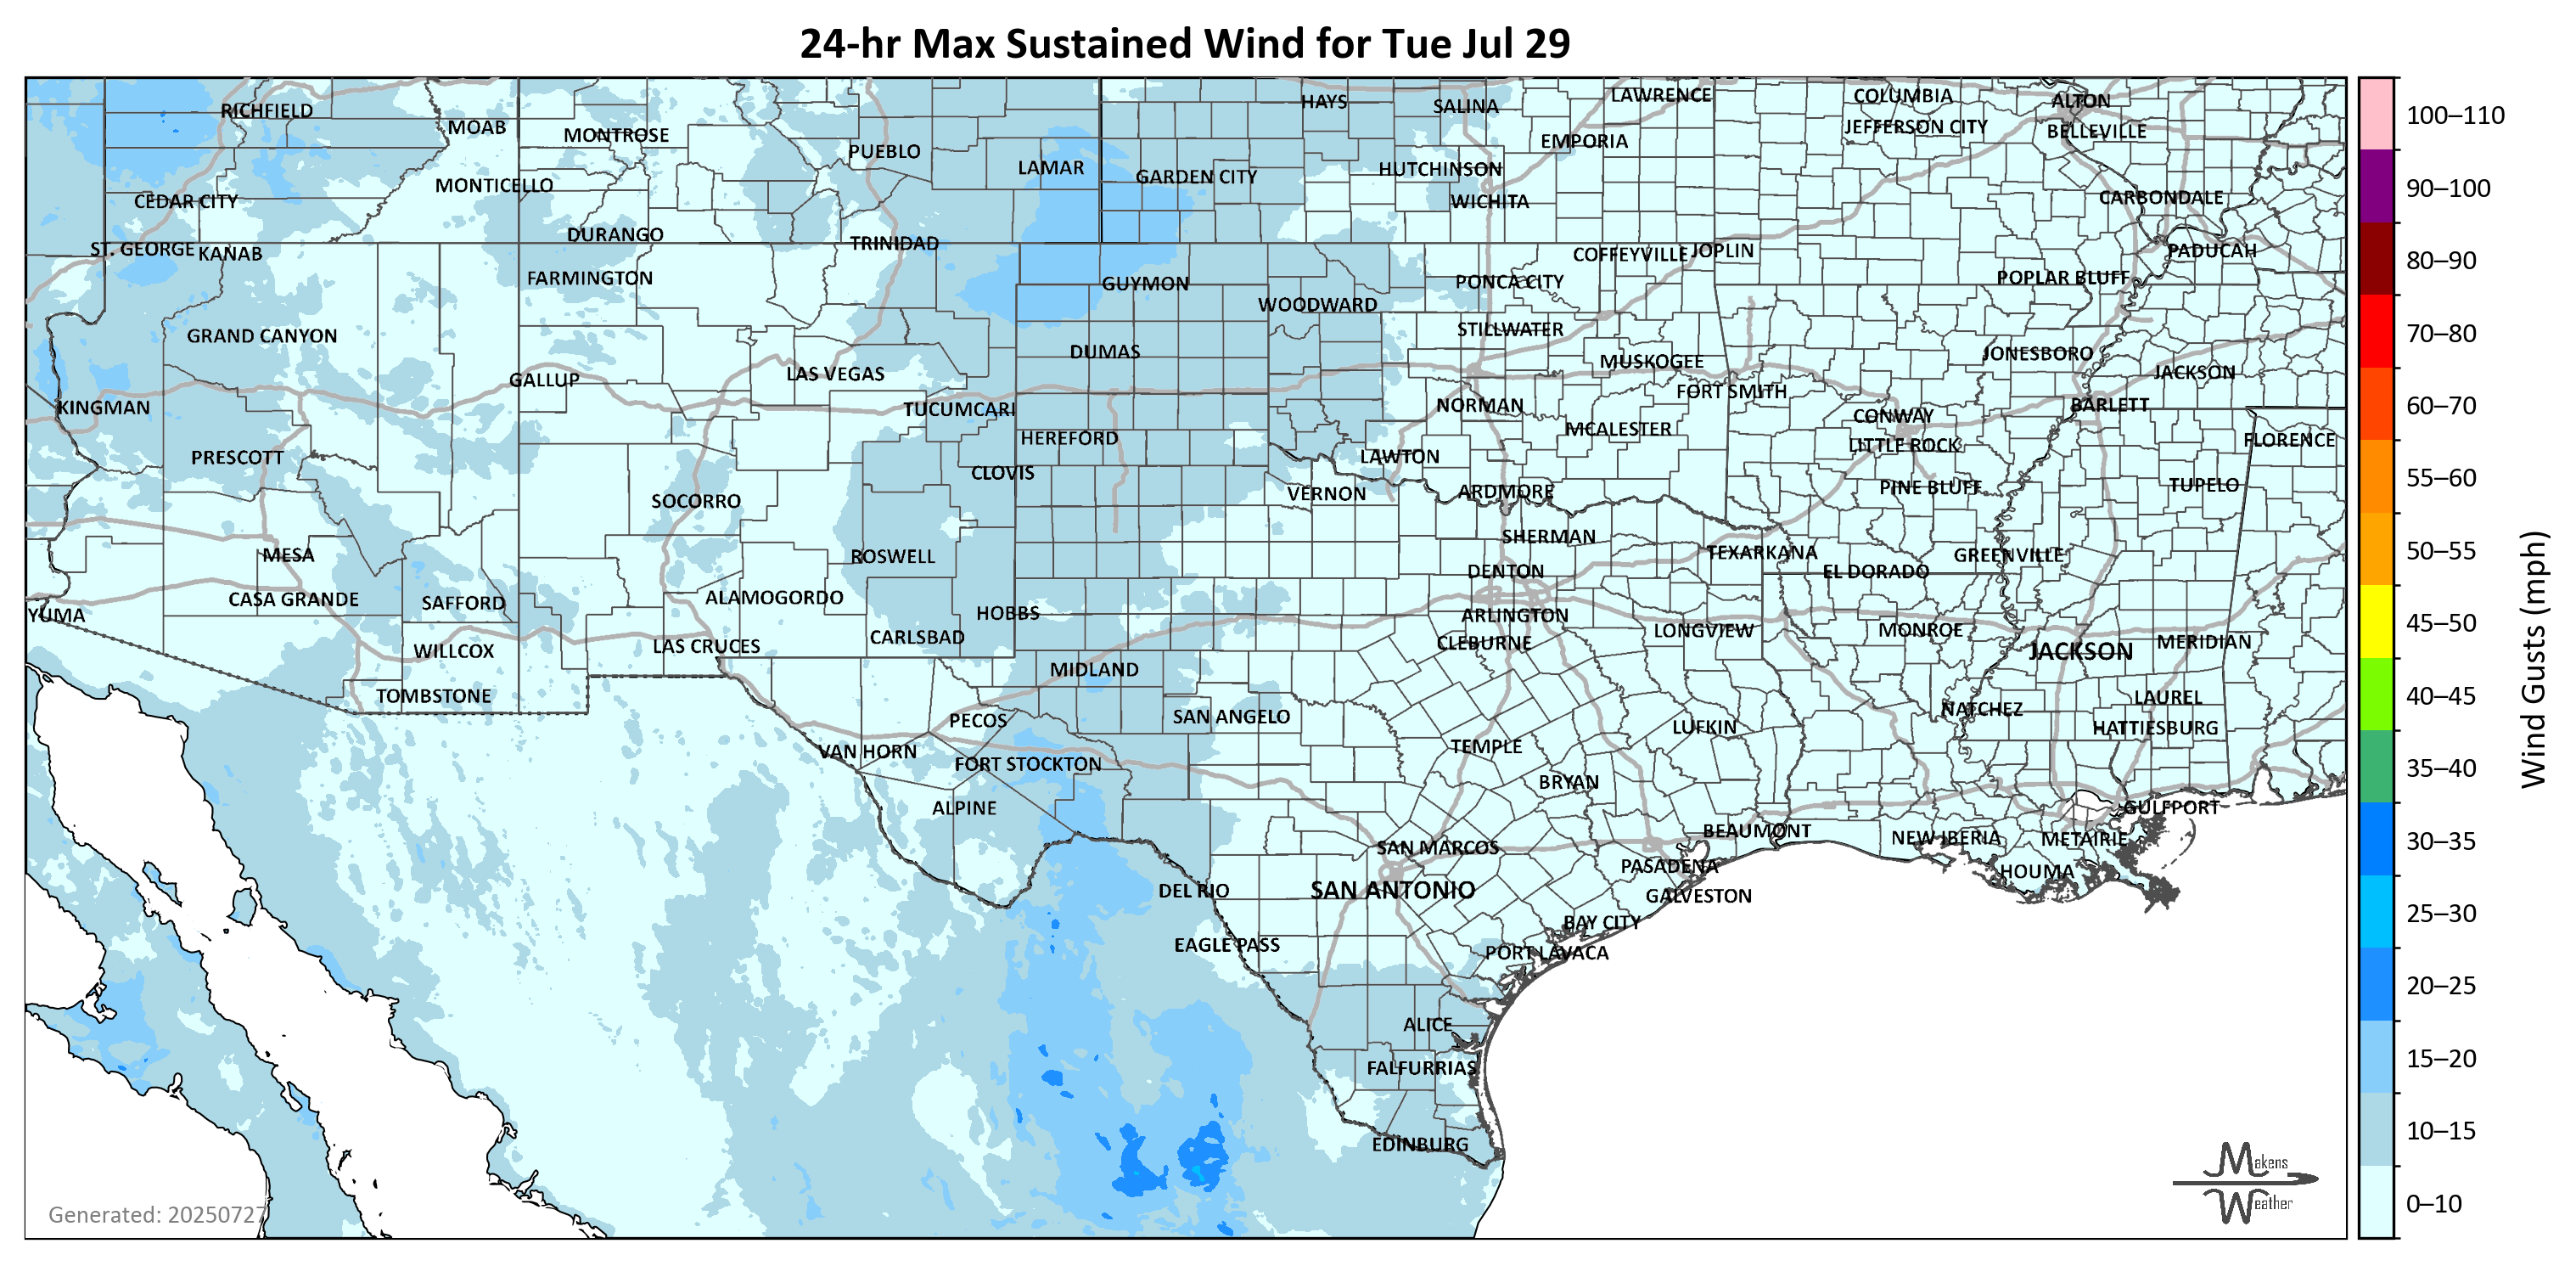 24-hr Max Sustained Wind for Tue Jul 29
RICHFIELD
MOAB
MONTROSE
PUEBLO
LAMAR
HAYS
SALINA
LAWRENCE
COLUMBIA
ALTON
EMPORIA
JEFFERSON CITY
BELLEVILLE
MONTICELLO
GARDEN CITY
HUTCHINSON
CEDAR CITY
WICHITA
CARBONDALE
DURANGO
TRINIDAD
ST. GEORGE
KANAB
COFFEYVILLE
JOPLIN
PADUCAH
FARMINGTON
GUYMON
PONCA CITY
POPLAR BLUFF
WOODWARD
GRAND CANYON
STILLWATER
DUMAS
MUSKOGEE
JONESBORO
GALLUP
LAS VEGAS
JACKSON
KINGMAN
TUCUMCARI
NORMAN
FORT SMITH
BARLETT
CONWAY
HEREFORD
MCALESTER
LITTLE ROCK
FLORENCE
PRESCOTT
CLOVIS
LAWTON
SOCORRO
VERNON
ARDMORE
PINE BLUFF
TUPELO
MESA
ROSWELL
SHERMAN
TEXARKANA
GREENVILLE
DENTON
EL DORADO
YUMA
CASA GRANDE
SAFFORD
ALAMOGORDO
HOBBS
ARLINGTON
WILLCOX
LAS CRUCES
CARLSBAD
CLEBURNE
LONGVIEW
MONROE
JACKSON
MERIDIAN
MIDLAND
TOMBSTONE
PECOS
SAN ANGELO
NATCHEZ
LAUREL
LUFKIN
HATTIESBURG
VAN HORN
FORT STOCKTON
TEMPLE
BRYAN
ALPINE
GULFPORT
SAN MARCOS
BEAUMONT
NEW IBERIA
METAIRIE
DEL RIO
SAN ANTONIO
PASADENA
HOUMA
GALVESTON
EAGLE PASS
BAY CITY
PORT LAVACA
ALICE
FALFURRIAS
EDINBURG
Generated: 20250727
Makens
Weather
100–110
90–100
80–90
70–80
60–70
55–60
50–55
45–50
40–45
35–40
30–35
25–30
20–25
15–20
10–15
0–10
Wind Gusts (mph)